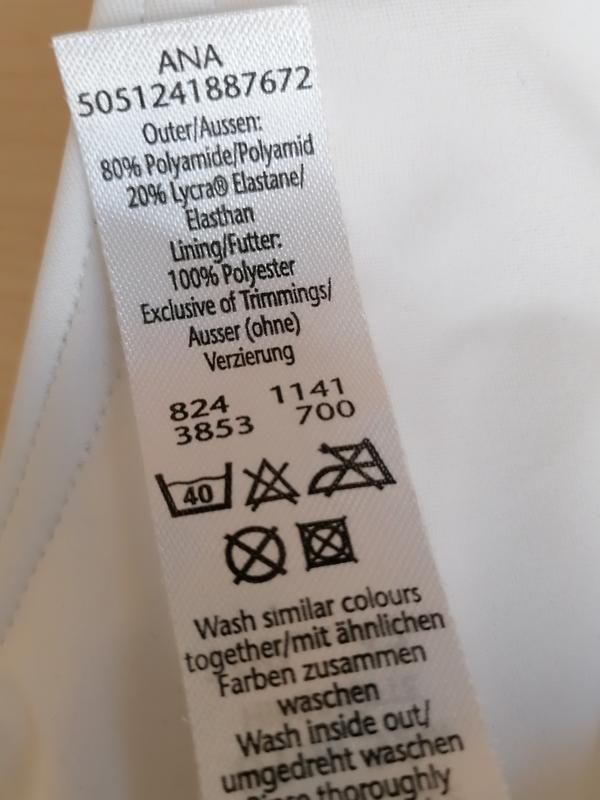 ANA
5051241887672
Outer/Aussen:
80% Polyamide/Polyamid
20% Lycra® Elastane/
Elasthan
Lining/Futter:
100% Polyester
Exclusive of Trimmings/
Ausser (ohne)
Verzierung
824 1141
3853 700
40
Wash similar colours
together/mit ähnlichen
Farben zusammen
waschen
Wash inside out/
umgedreht waschen
thoroughly